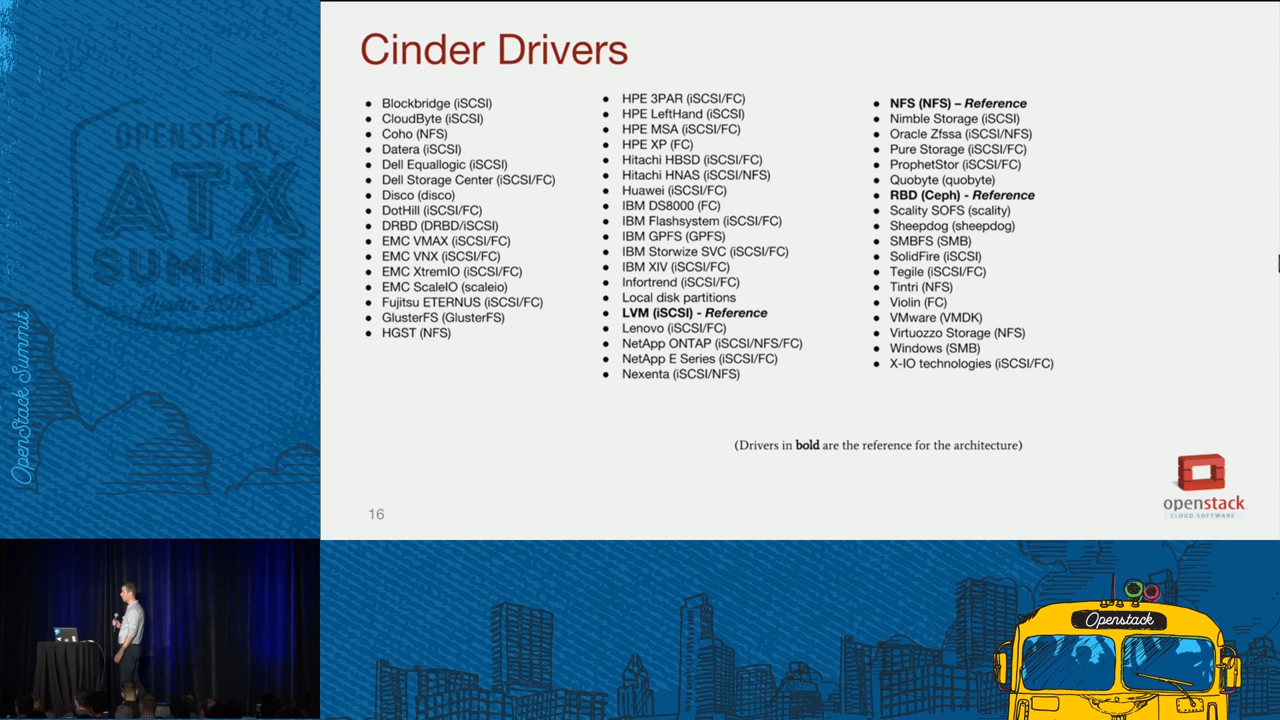 Cinder Drivers
● Blockbridge (iSCSI)
● CloudByte (iSCSI)
● Coho (NFS)
● Datera (iSCSI)
● Dell Equallogic (iSCSI)
● Dell Storage Center (iSCSI/FC)
● Disco (disco)
● DotHill (iSCSI/FC)
● DRBD (DRBD/iSCSI)
● EMC VMAX (iSCSI/FC)
● EMC VNX (iSCSI/FC)
● EMC XtremIO (iSCSI/FC)
● EMC ScaleIO (scaleio)
● Fujitsu ETERNUS (iSCSI/FC)
● GlusterFS (GlusterFS)
● HGST (NFS)
● HPE 3PAR (iSCSI/FC)
● HPE LeftHand (iSCSI)
● HPE MSA (iSCSI/FC)
● HPE XP (FC)
● Hitachi HBSD (iSCSI/FC)
● Hitachi HNAS (iSCSI/NFS)
● Huawei (iSCSI/FC)
● IBM DS8000 (FC)
● IBM Flashsystem (iSCSI/FC)
● IBM GPFS (GPFS)
● IBM Storwize SVC (iSCSI/FC)
● IBM XIV (iSCSI/FC)
● Infortrend (iSCSI/FC)
● Local disk partitions
● LVM (iSCSI) - Reference
● Lenovo (iSCSI/FC)
● NetApp ONTAP (iSCSI/NFS/FC)
● NetApp E Series (iSCSI/FC)
● Nexenta (iSCSI/NFS)
● NFS (NFS) – Reference
● Nimble Storage (iSCSI)
● Oracle Zfssa (iSCSI/NFS)
● Pure Storage (iSCSI/FC)
● ProphetStor (iSCSI/FC)
● Quobyte (quobyte)
● RBD (Ceph) - Reference
● Scality SOFS (scality)
● Sheepdog (sheepdog)
● SMBFS (SMB)
● SolidFire (iSCSI)
● Tegile (iSCSI/FC)
● Tintri (NFS)
● Violin (FC)
● VMware (VMDK)
● Virtuozzo Storage (NFS)
● Windows (SMB)
● X-IO technologies (iSCSI/FC)
(Drivers in bold are the reference for the architecture)
16
openstack
CLOUD SOFTWARE
OPENSTACK
ATX
SUMMIT
OpenStack Summit
Openstack